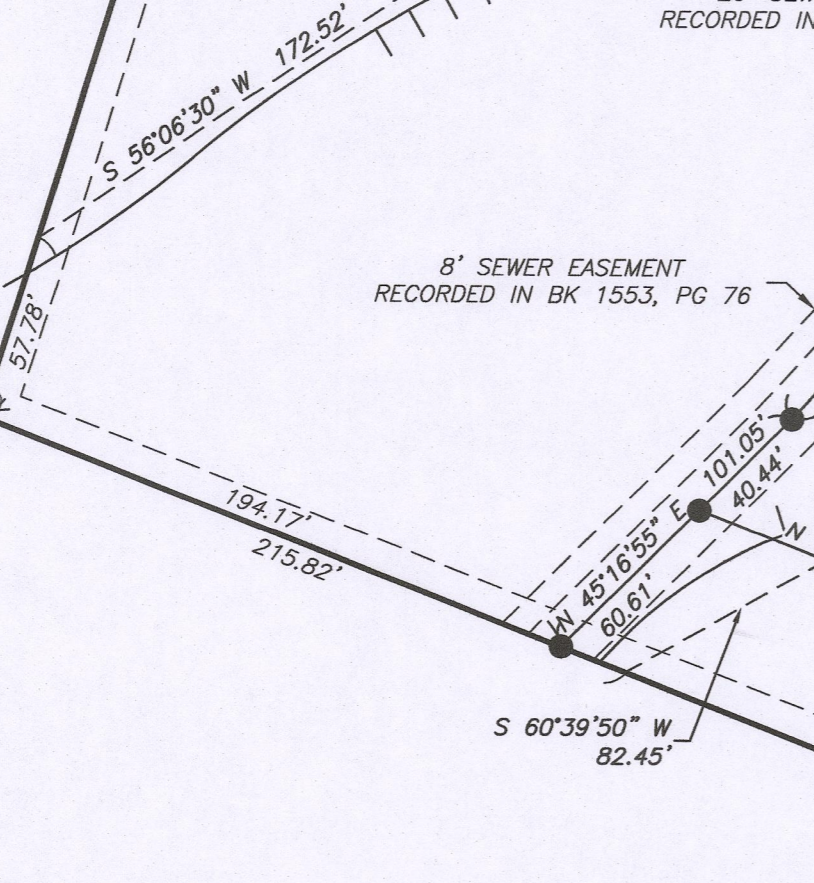 RECORDED IN
S 56°06'30" W 172.52'
8' SEWER EASEMENT
RECORDED IN BK 1553, PG 76
57.78'
101.05'
40.44'
N 45°16'55" E
60.61'
N
194.17'
215.82'
S 60°39'50" W
82.45'